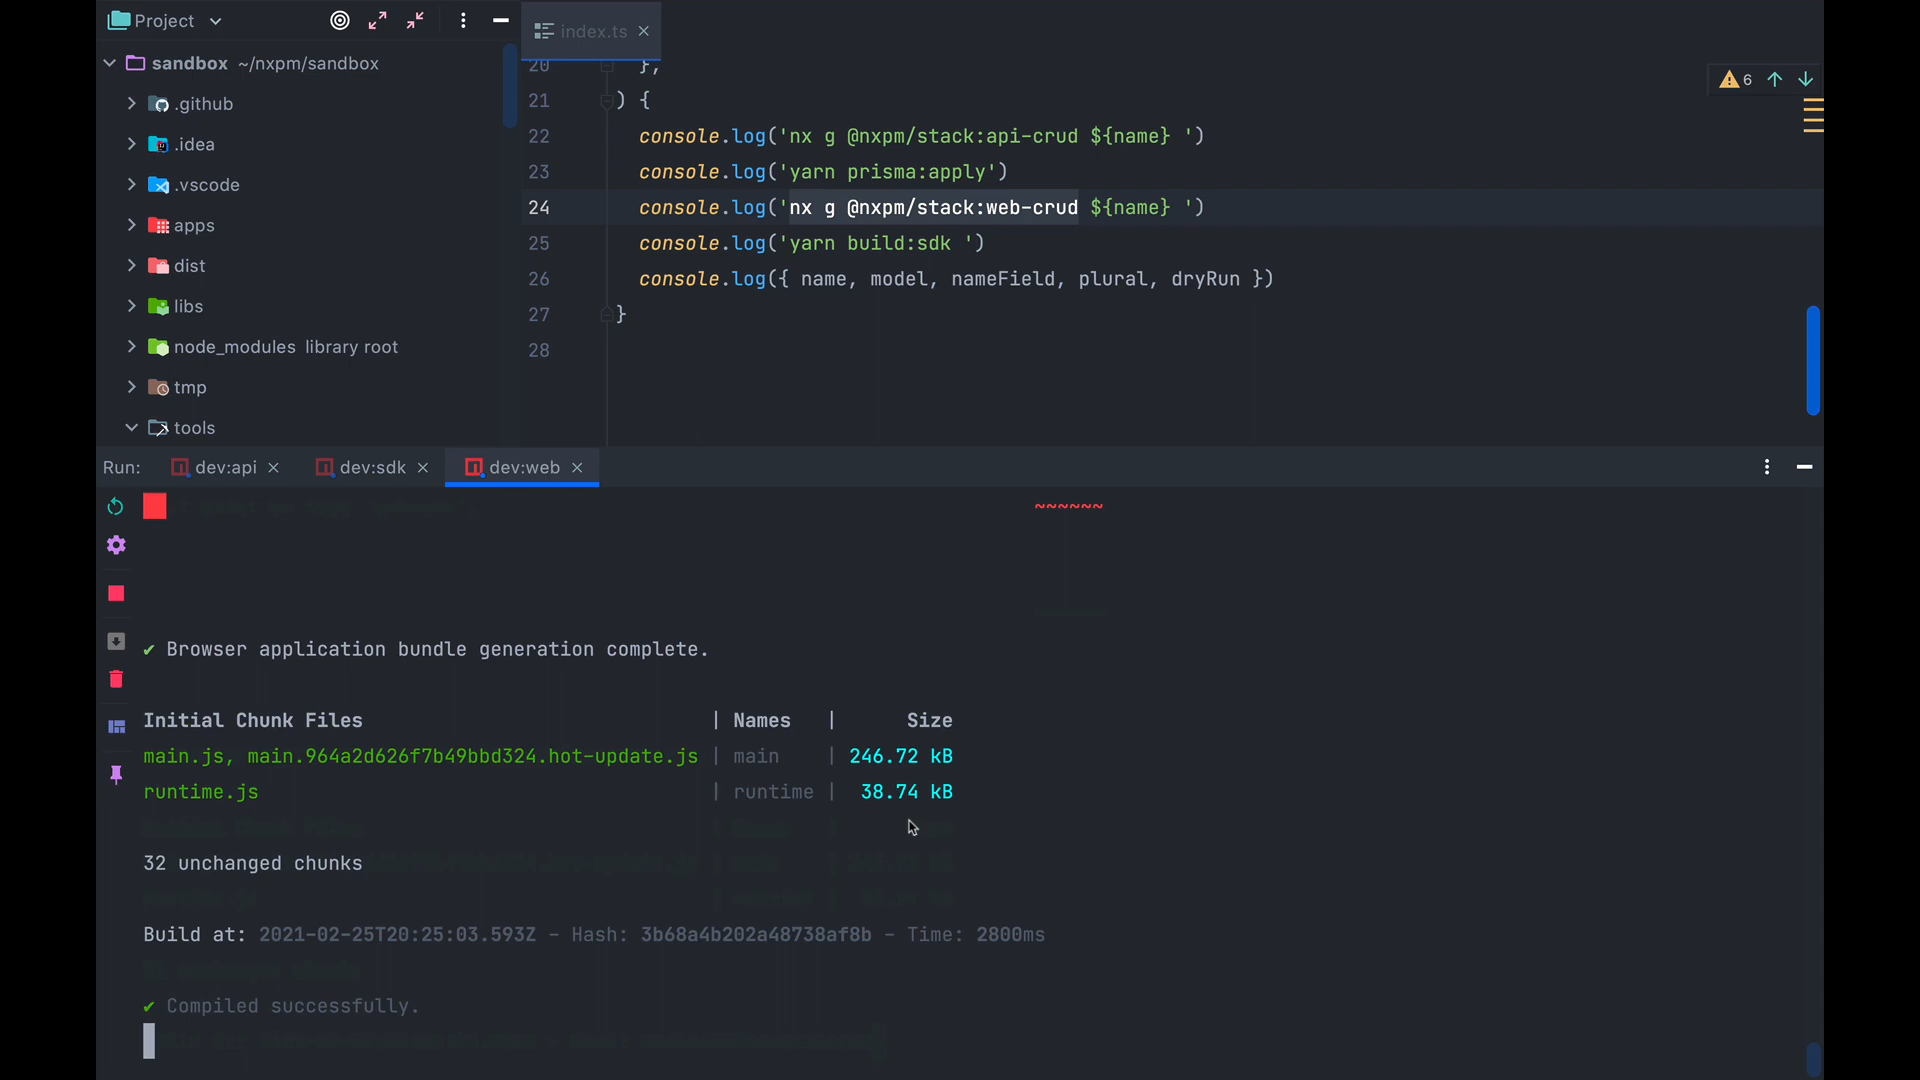 Project
index.ts
sandbox ~/nxpm/sandbox
.github
.idea
.vscode
apps
dist
libs
node_modules library root
tmp
tools
6
20 },
21 ) {
22 console.log('nx g @nxpm/stack:api-crud ${name} ')
23 console.log('yarn prisma:apply')
24 console.log('nx g @nxpm/stack:web-crud ${name} ')
25 console.log('yarn build:sdk ')
26 console.log({ name, model, nameField, plural, dryRun })
27 }
28
Run: dev:api dev:sdk dev:web
~~~~~~
✔ Browser application bundle generation complete.
Initial Chunk Files | Names | Size
main.js, main.964a2d626f7b49bbd324.hot-update.js | main | 246.72 kB
runtime.js | runtime | 38.74 kB
32 unchanged chunks
Build at: 2021-02-25T20:25:03.593Z - Hash: 3b68a4b202a48738af8b - Time: 2800ms
✔ Compiled successfully.